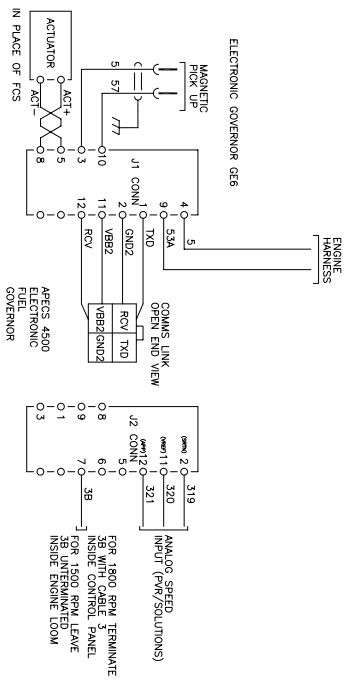 ELECTRONIC GOVERNOR GE6
ENGINE
HARNESS
MAGNETIC
PICK UP
5
57
J1 CONN
10
3
5
8
4
9
1
2
11
12
5
53A
TXD
GND2
VBB2
RCV
ACTUATOR
ACT+
ACT-
IN PLACE OF FCS
COMMS LINK
OPEN END VIEW
RCV
TXD
VBB2
GND2
APECS 4500
ELECTRONIC
FUEL
GOVERNOR
J2 CONN
8
9
1
3
(GRTN) 2
(VREF) 11
(APP) 12
5
6
7
319
320
321
3B
ANALOG SPEED
INPUT (PVR/SOLUTIONS)
FOR 1800 RPM TERMINATE
3B WITH CABLE 3
INSIDE CONTROL PANEL
FOR 1500 RPM LEAVE
3B UNTERMINATED
INSIDE ENGINE LOOM